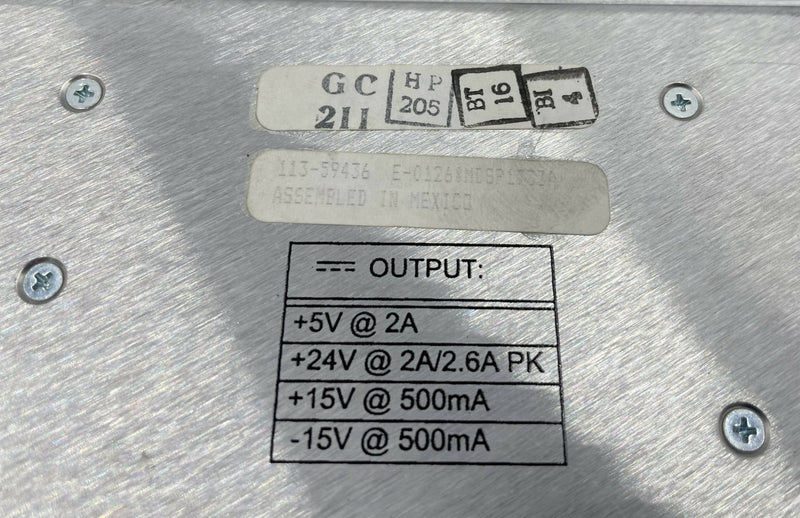 GC HP BT 16 BI 4
211 205
113-59436
ASSEMBLED IN MEXICO
OUTPUT:
+5V @ 2A
+24V @ 2A/2.6A PK
+15V @ 500mA
-15V @ 500mA